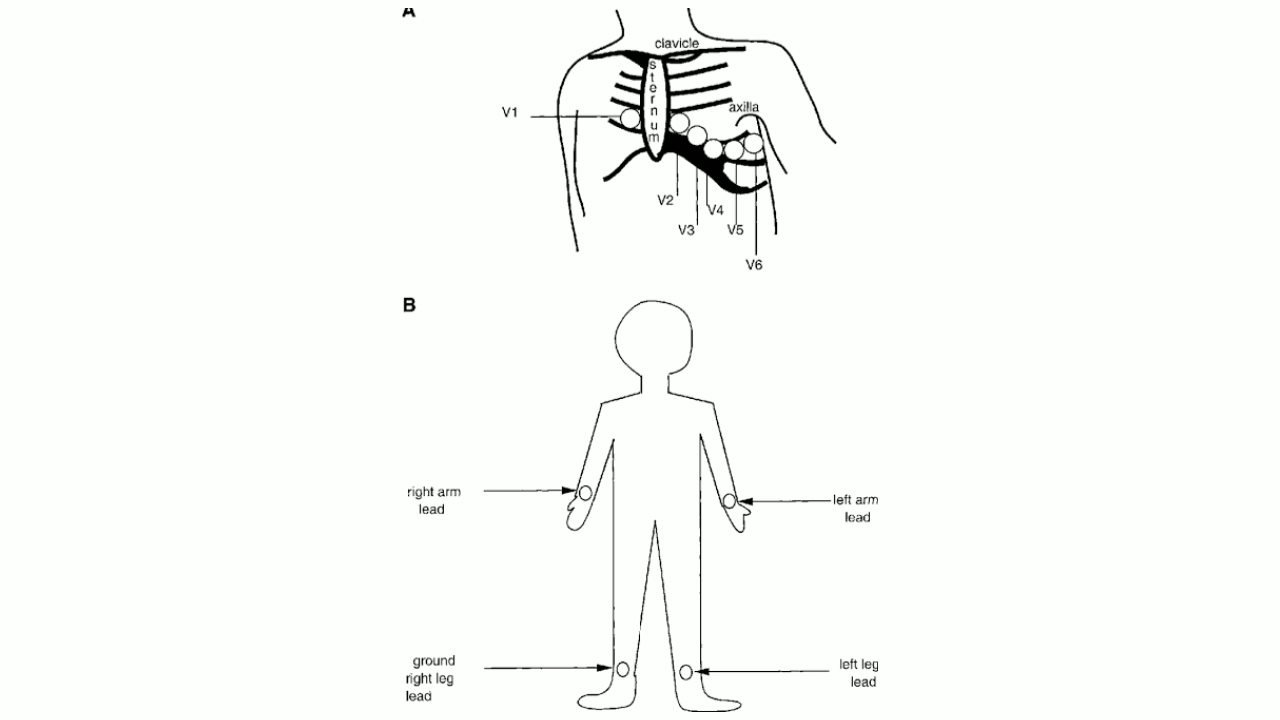 A
clavicle
sternum
axilla
V1
V2
V4
V3
V5
V6
B
right arm
lead
left arm
lead
ground
right leg
lead
left leg
lead